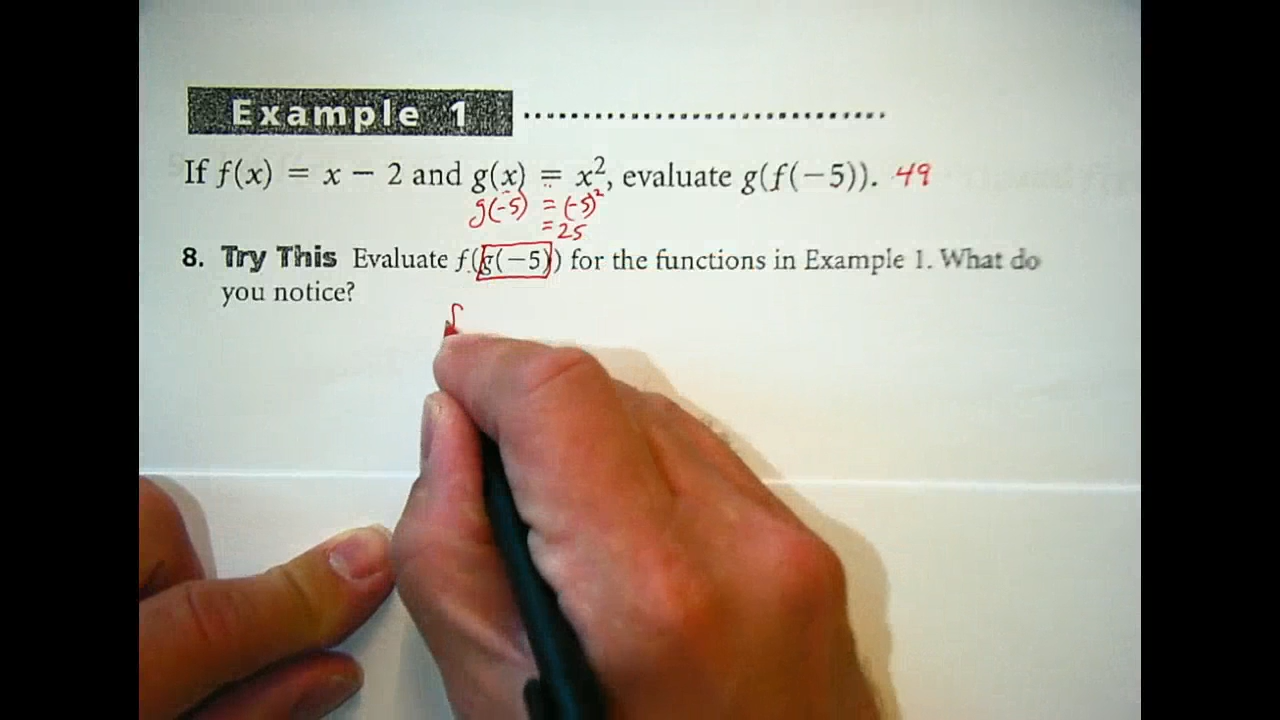 Example 1
If f(x) = x − 2 and g(x) = x², evaluate g(f(−5)). 49
g(-5) = (-5)²
= 25
8. Try This Evaluate f(g(−5)) for the functions in Example 1. What do
you notice?
f